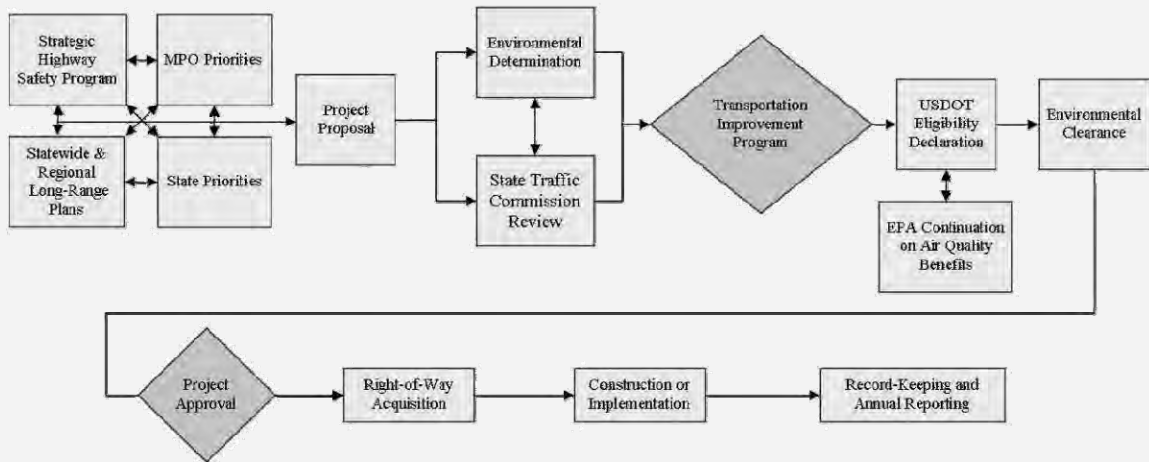 Strategic
Highway
Safety Program
MPO Priorities
Statewide &
Regional
Long-Range
Plans
State Priorities
Project
Proposal
Environmental
Determination
State Traffic
Commission
Review
Transportation
Improvement
Program
USDOT
Eligibility
Declaration
EPA Continuation
on Air Quality
Benefits
Environmental
Clearance
Project
Approval
Right-of-Way
Acquisition
Construction or
Implementation
Record-Keeping and
Annual Reporting